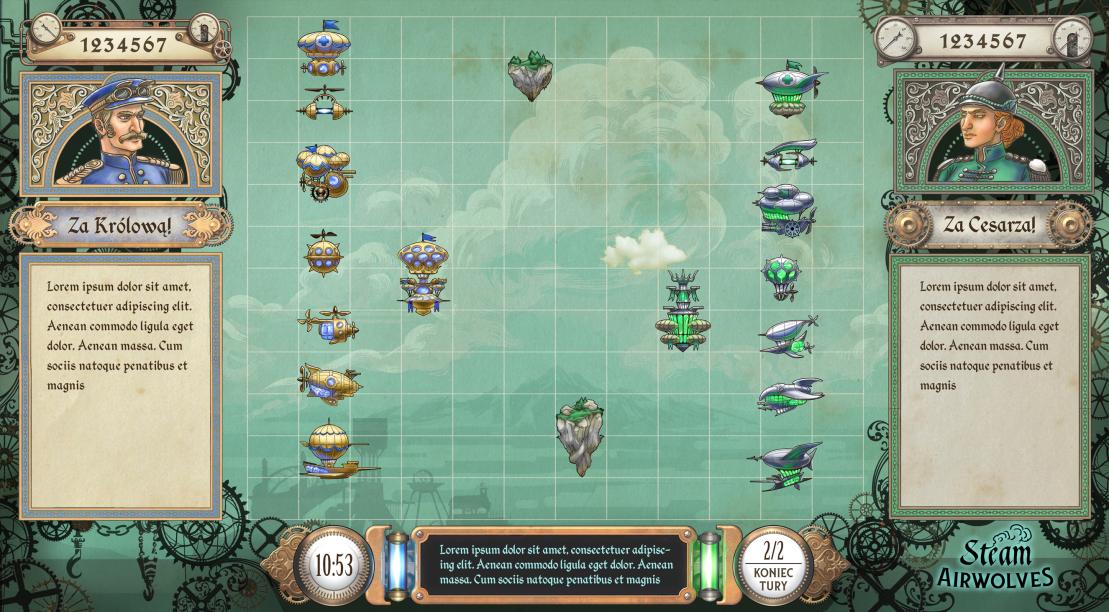 1234567
1234567
Za Królową!
Za Cesarza!
Lorem ipsum dolor sit amet,
consectetuer adipiscing elit.
Aenean commodo ligula eget
dolor. Aenean massa. Cum
sociis natoque penatibus et
magnis
Lorem ipsum dolor sit amet,
consectetuer adipiscing elit.
Aenean commodo ligula eget
dolor. Aenean massa. Cum
sociis natoque penatibus et
magnis
10:53
Lorem ipsum dolor sit amet, consectetuer adipisc-
ing elit. Aenean commodo ligula eget dolor. Aenean
massa. Cum sociis natoque penatibus et magnis
2/2
KONIEC
TURY
Steam
AIRWOLVES